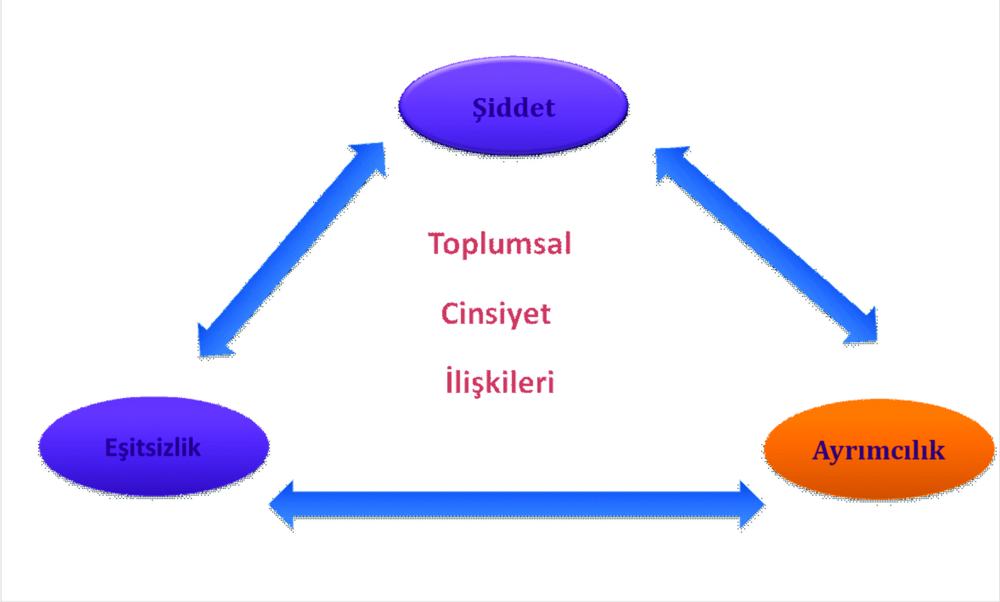 Şiddet
Toplumsal
Cinsiyet
İlişkileri
Eşitsizlik
Ayrımcılık